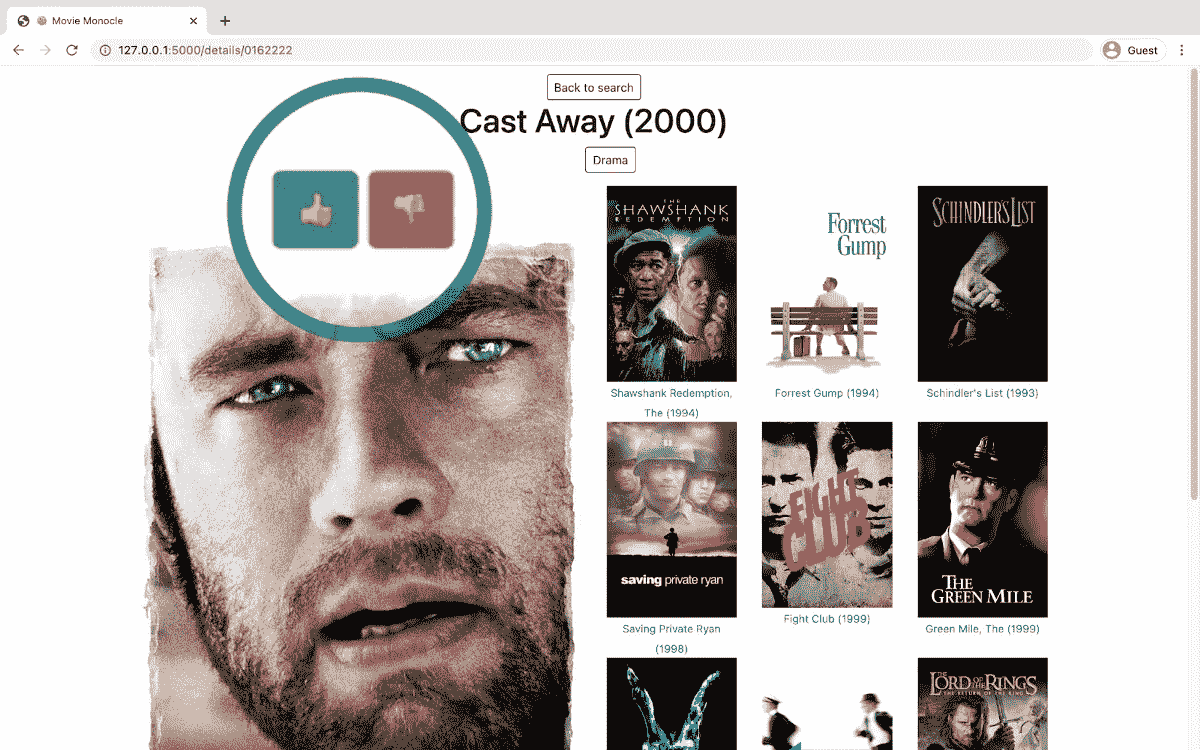 Movie Monocle
127.0.0.1:5000/details/0162222
Guest
Back to search
Cast Away (2000)
Drama
THE
SHAWSHANK
REDEMPTION
Forrest
Gump
SCHINDLER'S LIST
Shawshank Redemption,
The (1994)
Forrest Gump (1994)
Schindler's List (1993)
saving private ryan
FIGHT
CLUB
THE
GREEN MILE
Saving Private Ryan
(1998)
Fight Club (1999)
Green Mile, The (1999)
THE LORD OF THE RINGS
THE RETURN OF THE KING